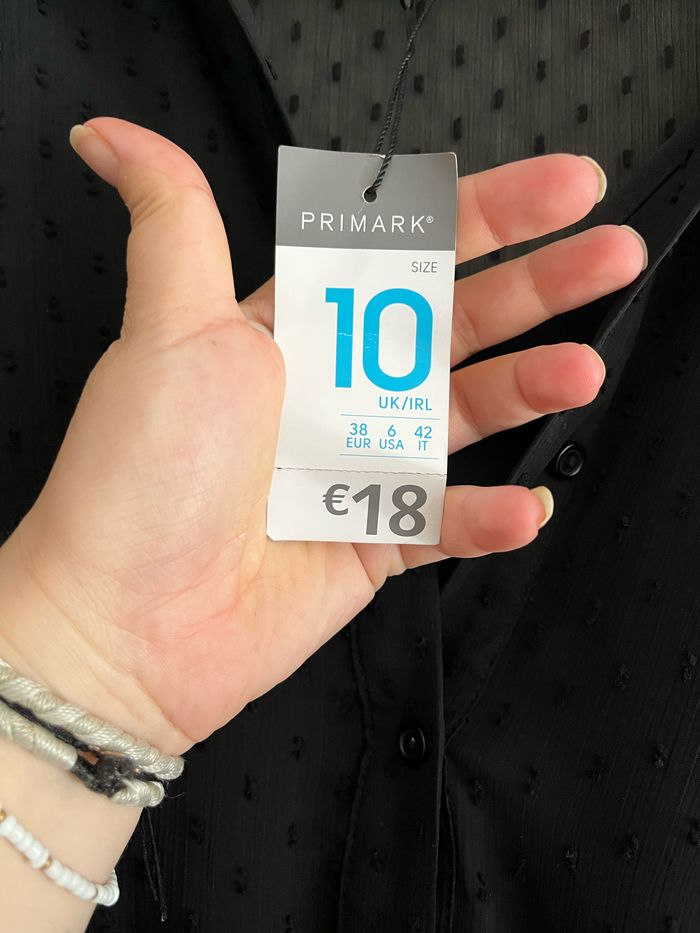 PRIMARK®
SIZE
10
UK/IRL
38 6 42
EUR USA IT
€18